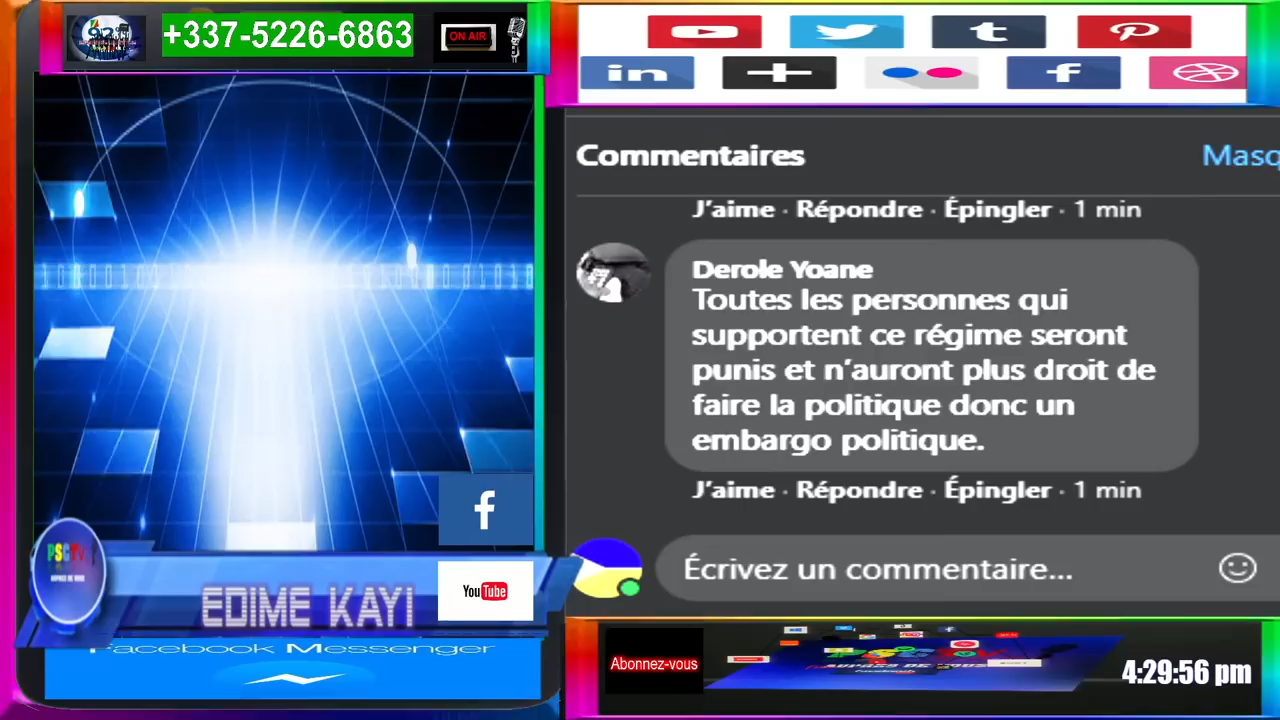 +337-5226-6863
ON AIR
in
f
Commentaires
Masq
J'aime · Répondre · Épingler · 1 min
Derole Yoane
Toutes les personnes qui
supportent ce régime seront
punis et n'auront plus droit de
faire la politique donc un
embargo politique.
J'aime · Répondre · Épingler · 1 min
Écrivez un commentaire...
f
YouTube
EDIME KAYI
Facebook Messenger
Abonnez-vous
4:29:56 pm